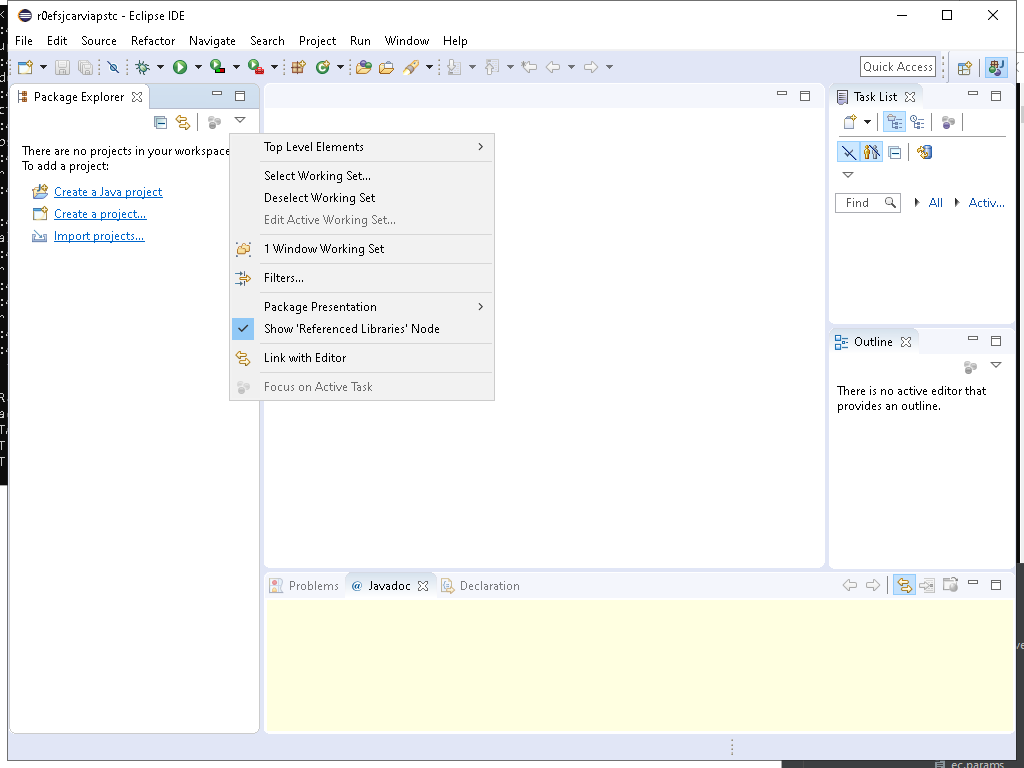 r0efsjcarviapstc - Eclipse IDE
File Edit Source Refactor Navigate Search Project Run Window Help
Quick Access
Package Explorer
There are no projects in your workspace
To add a project:
Create a Java project
Create a project...
Import projects...
Top Level Elements
Select Working Set...
Deselect Working Set
Edit Active Working Set...
1 Window Working Set
Filters...
Package Presentation
Show 'Referenced Libraries' Node
Link with Editor
Focus on Active Task
Task List
Find All Activ...
Outline
There is no active editor that
provides an outline.
Problems @ Javadoc Declaration
ec.params